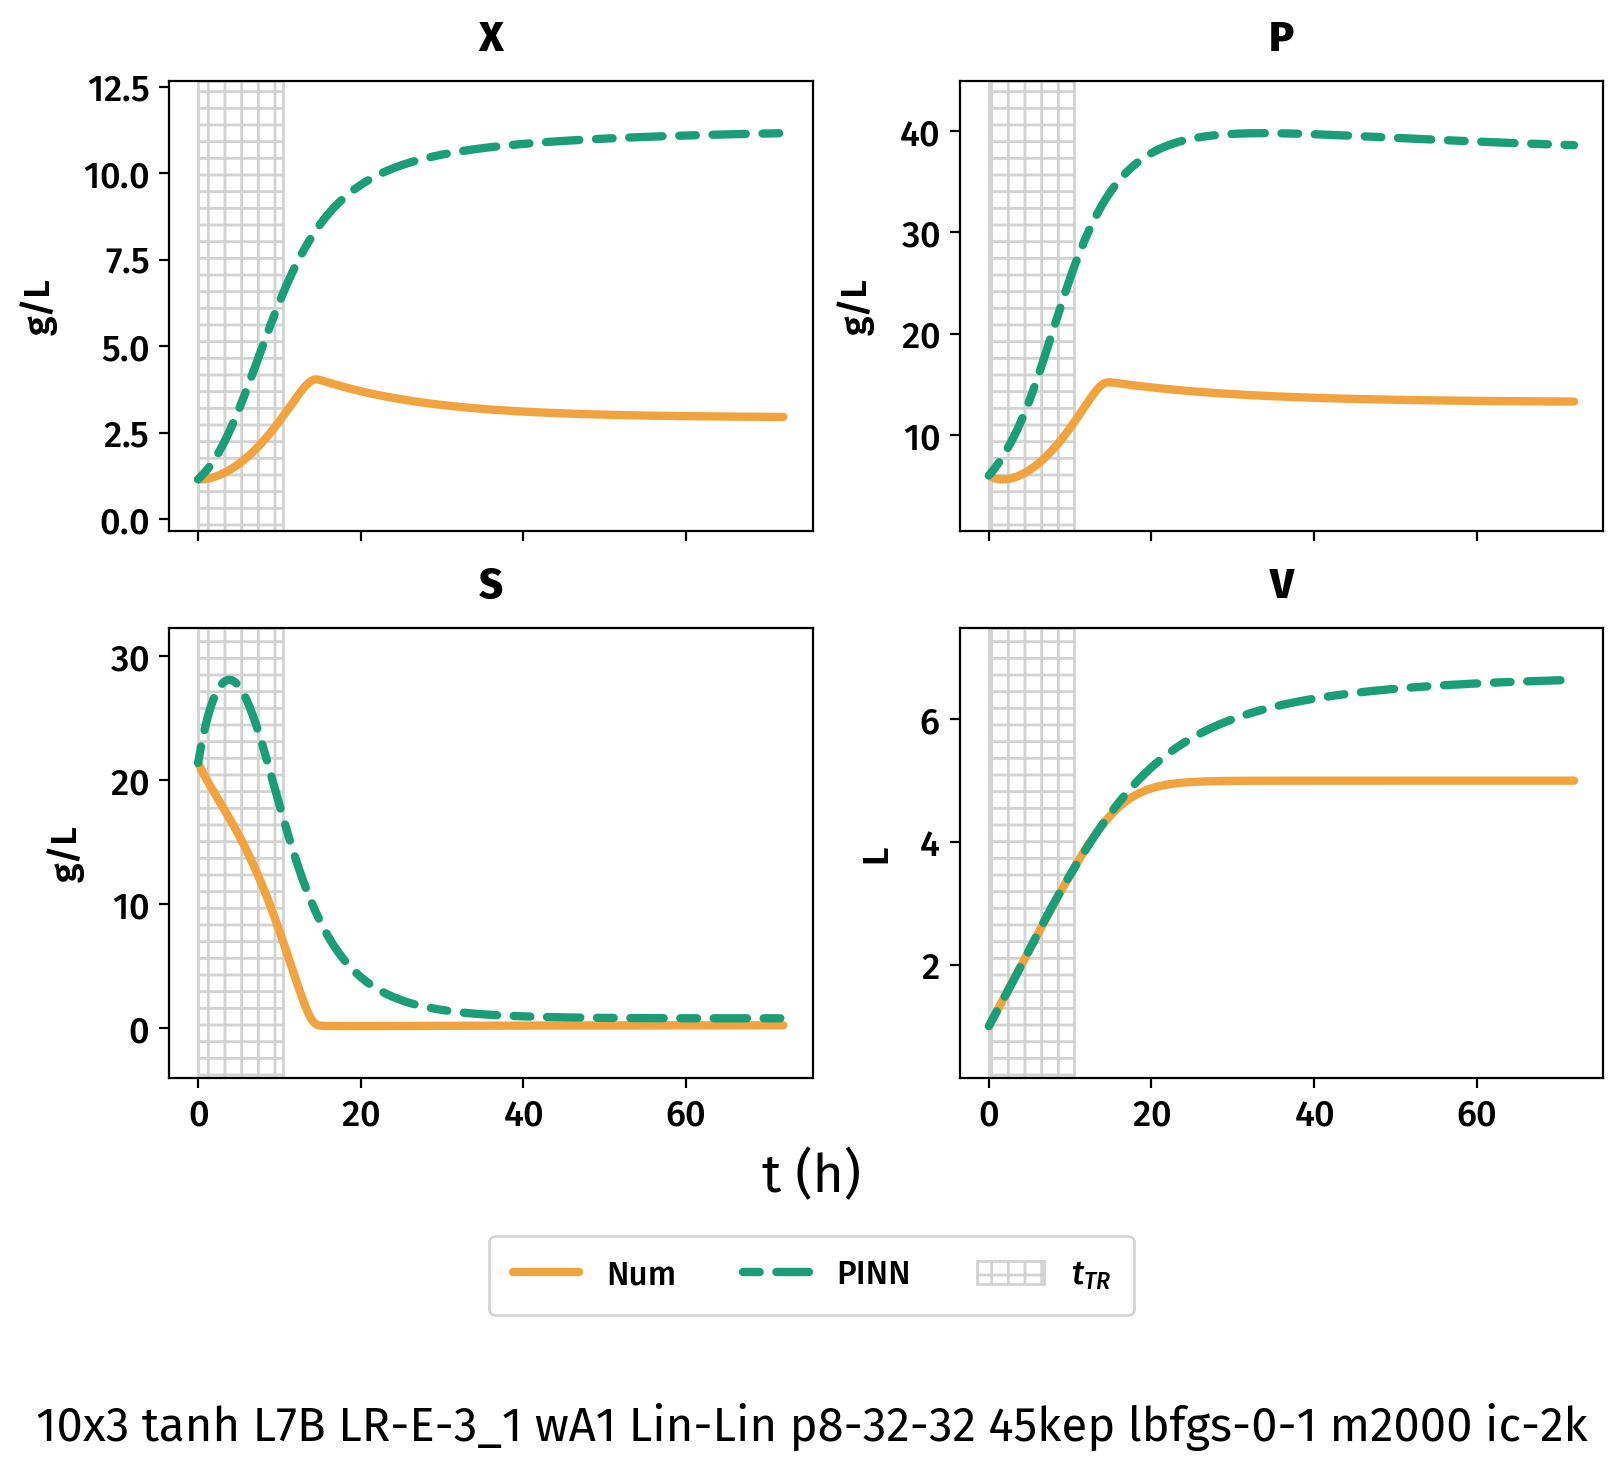 X
P
12.5
10.0
7.5
5.0
2.5
0.0
g/L
40
30
20
10
g/L
S
V
30
20
10
0
g/L
0 20 40 60
6
4
2
L
0 20 40 60
t (h)
Num PINN tTR
10x3 tanh L7B LR-E-3_1 wA1 Lin-Lin p8-32-32 45kep lbfgs-0-1 m2000 ic-2k